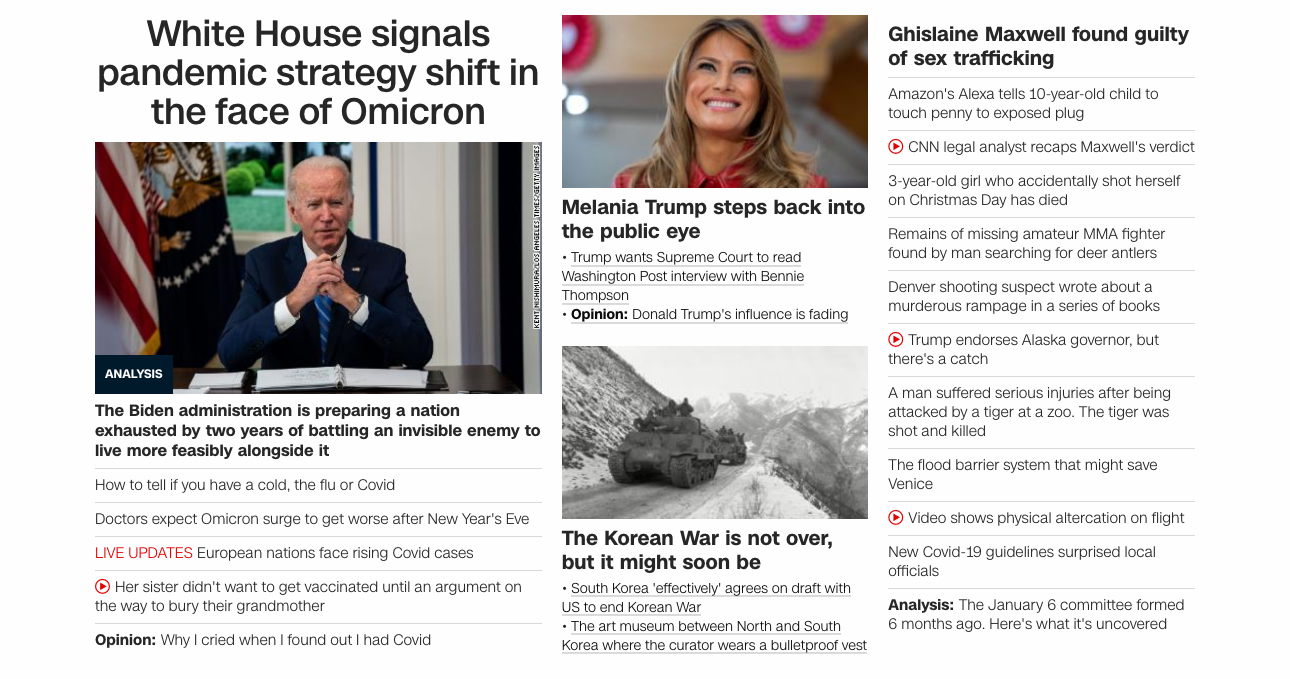 White House signals
pandemic strategy shift in
the face of Omicron
KENT NISHIMURA/LOS ANGELES TIMES/GETTY IMAGES
ANALYSIS
The Biden administration is preparing a nation
exhausted by two years of battling an invisible enemy to
live more feasibly alongside it
How to tell if you have a cold, the flu or Covid
Doctors expect Omicron surge to get worse after New Year's Eve
LIVE UPDATES European nations face rising Covid cases
Her sister didn't want to get vaccinated until an argument on
the way to bury their grandmother
Opinion: Why I cried when I found out I had Covid
Melania Trump steps back into
the public eye
• Trump wants Supreme Court to read
Washington Post interview with Bennie
Thompson
• Opinion: Donald Trump's influence is fading
The Korean War is not over,
but it might soon be
• South Korea 'effectively' agrees on draft with
US to end Korean War
• The art museum between North and South
Korea where the curator wears a bulletproof vest
Ghislaine Maxwell found guilty
of sex trafficking
Amazon's Alexa tells 10-year-old child to
touch penny to exposed plug
CNN legal analyst recaps Maxwell's verdict
3-year-old girl who accidentally shot herself
on Christmas Day has died
Remains of missing amateur MMA fighter
found by man searching for deer antlers
Denver shooting suspect wrote about a
murderous rampage in a series of books
Trump endorses Alaska governor, but
there's a catch
A man suffered serious injuries after being
attacked by a tiger at a zoo. The tiger was
shot and killed
The flood barrier system that might save
Venice
Video shows physical altercation on flight
New Covid-19 guidelines surprised local
officials
Analysis: The January 6 committee formed
6 months ago. Here's what it's uncovered